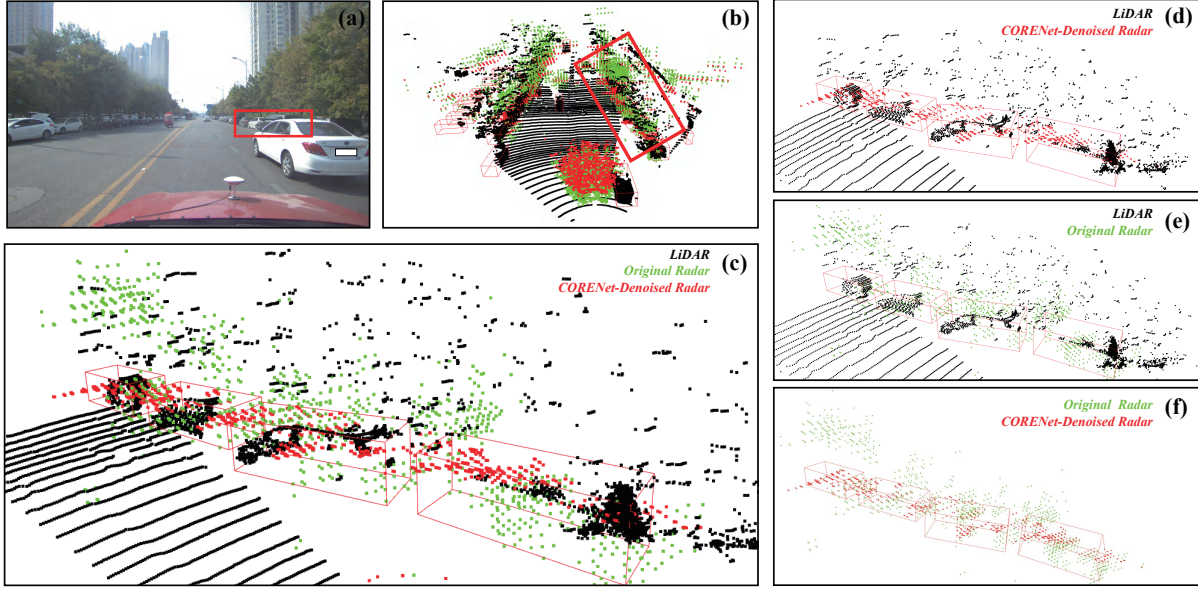 (a)
(b)
LiDAR
(d)
CORENet-Denoised Radar
LiDAR
(e)
Original Radar
LiDAR
(c)
Original Radar
CORENet-Denoised Radar
Original Radar
(f)
CORENet-Denoised Radar